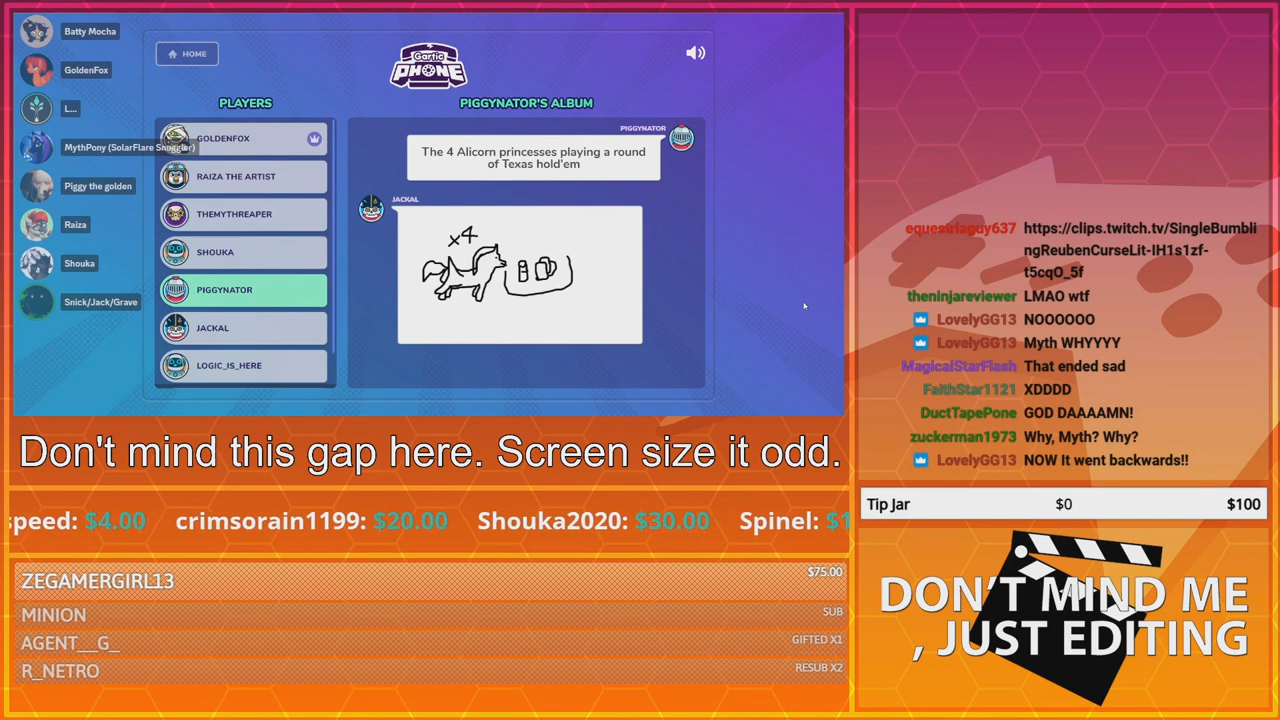 Batty Mocha
GoldenFox
L...
MythPony (SolarFlare Snuggler)
Piggy the golden
Raiza
Shouka
Snick/Jack/Grave
HOME
Gartic
PHONE
PLAYERS
GOLDENFOX
RAIZA THE ARTIST
THEMYTHREAPER
SHOUKA
PIGGYNATOR
JACKAL
LOGIC_IS_HERE
PIGGYNATOR'S ALBUM
PIGGYNATOR
The 4 Alicorn princesses playing a round
of Texas hold'em
JACKAL
x4
Don't mind this gap here. Screen size it odd.
speed: $4.00 crimsorain1199: $20.00 Shouka2020: $30.00 Spinel: $1
ZEGAMERGIRL13 $75.00
MINION SUB
AGENT__G_ GIFTED X1
R_NETRO RESUB X2
equestriaguy637 https://clips.twitch.tv/SingleBumbli
ngReubenCurseLit-IH1s1zf-
t5cqO_5f
theninjareviewer LMAO wtf
LovelyGG13 NOOOOOO
LovelyGG13 Myth WHYYYY
MagicalStarFlash That ended sad
FaithStar1121 XDDDD
DuctTapePone GOD DAAAAMN!
zuckerman1973 Why, Myth? Why?
LovelyGG13 NOW It went backwards!!
Tip Jar $0 $100
DON'T MIND ME
, JUST EDITING